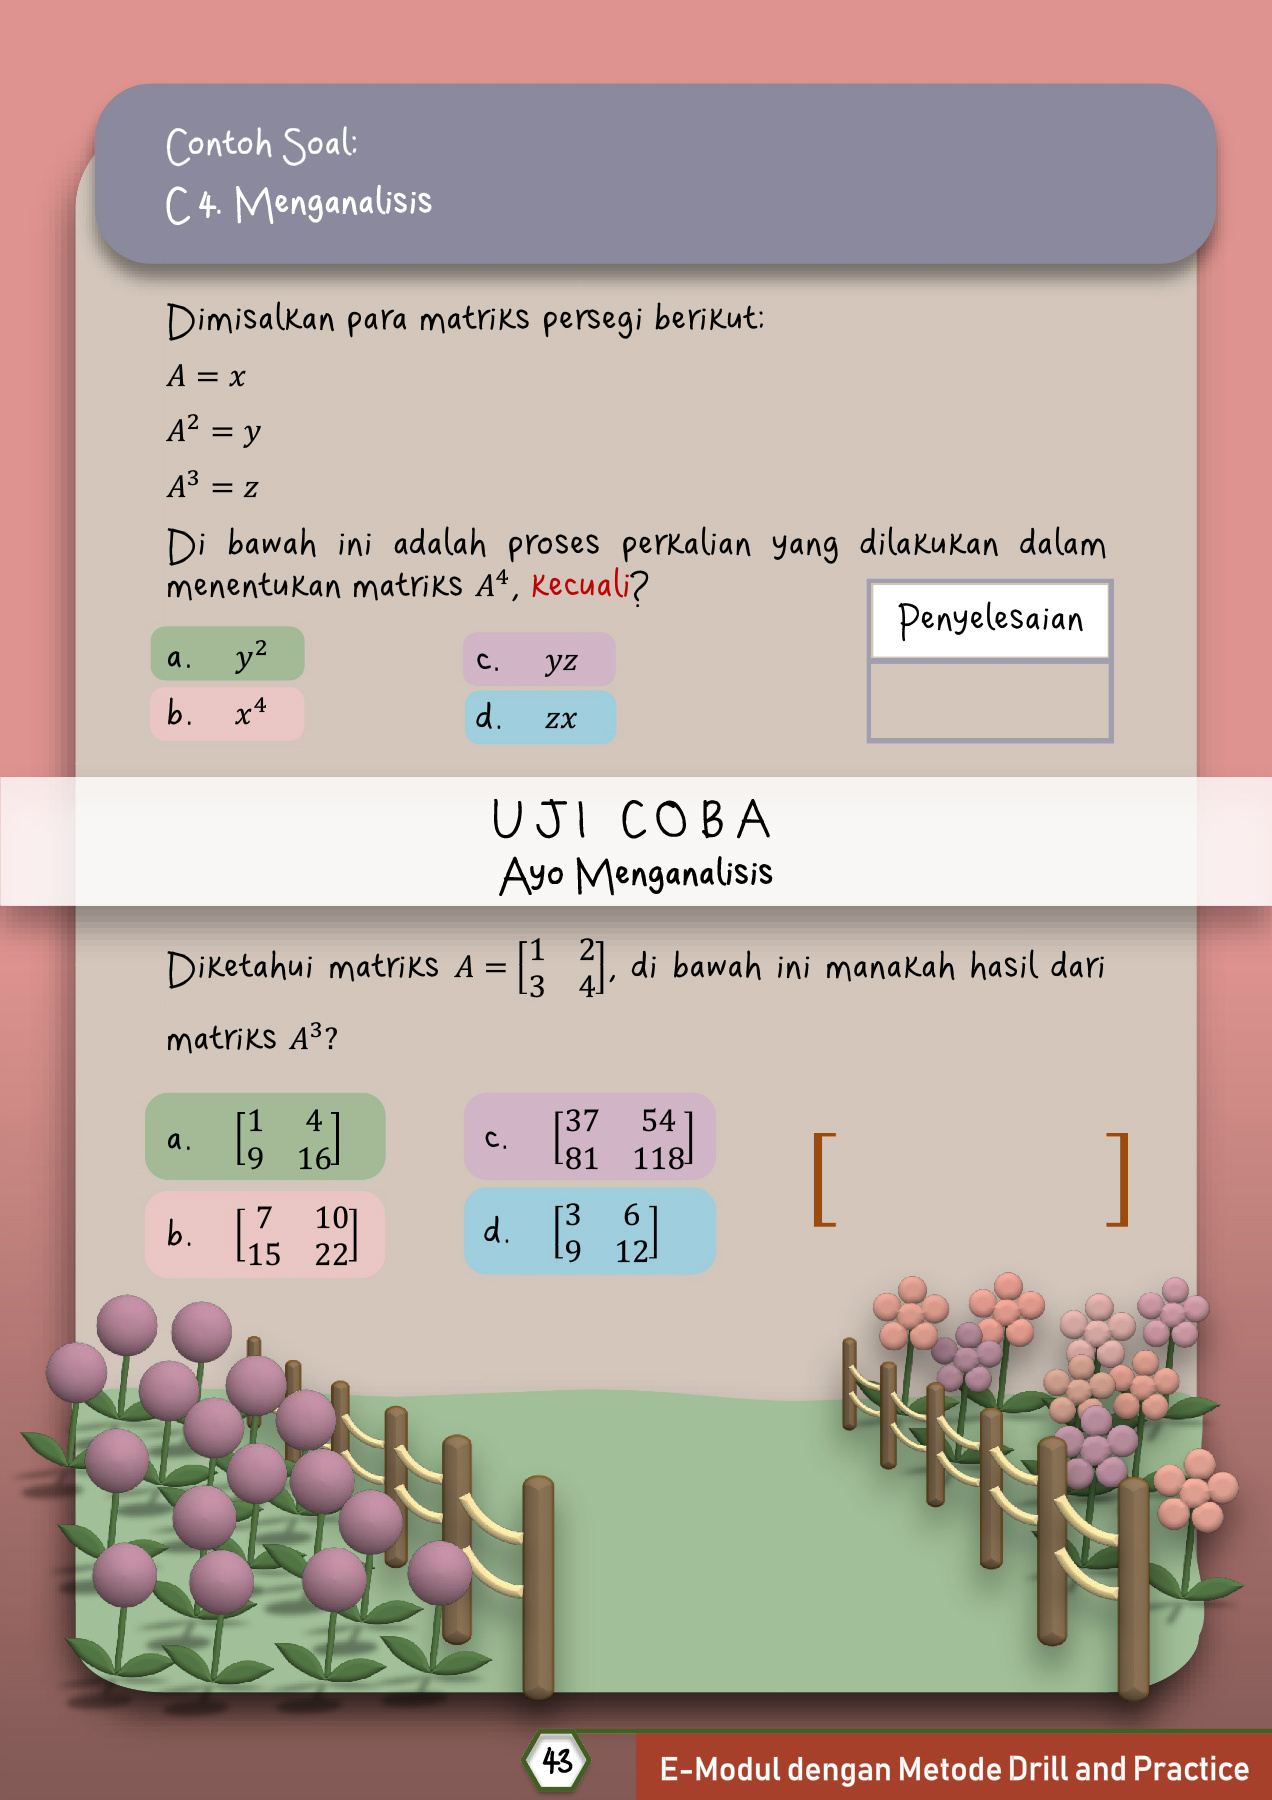 Contoh Soal:
C 4. Menganalisis
Dimisalkan para matriks persegi berikut:
A = x
A² = y
A³ = z
Di bawah ini adalah proses perkalian yang dilakukan dalam
menentukan matriks A⁴, kecuali?
Penyelesaian
a. y²
c. yz
b. x⁴
d. zx
UJI COBA
Ayo Menganalisis
Diketahui matriks A = [1 2
3 4], di bawah ini manakah hasil dari
matriks A³?
a. [1 4
9 16]
c. [37 54
81 118]
b. [7 10
15 22]
d. [3 6
9 12]
[ ]
43
E-Modul dengan Metode Drill and Practice